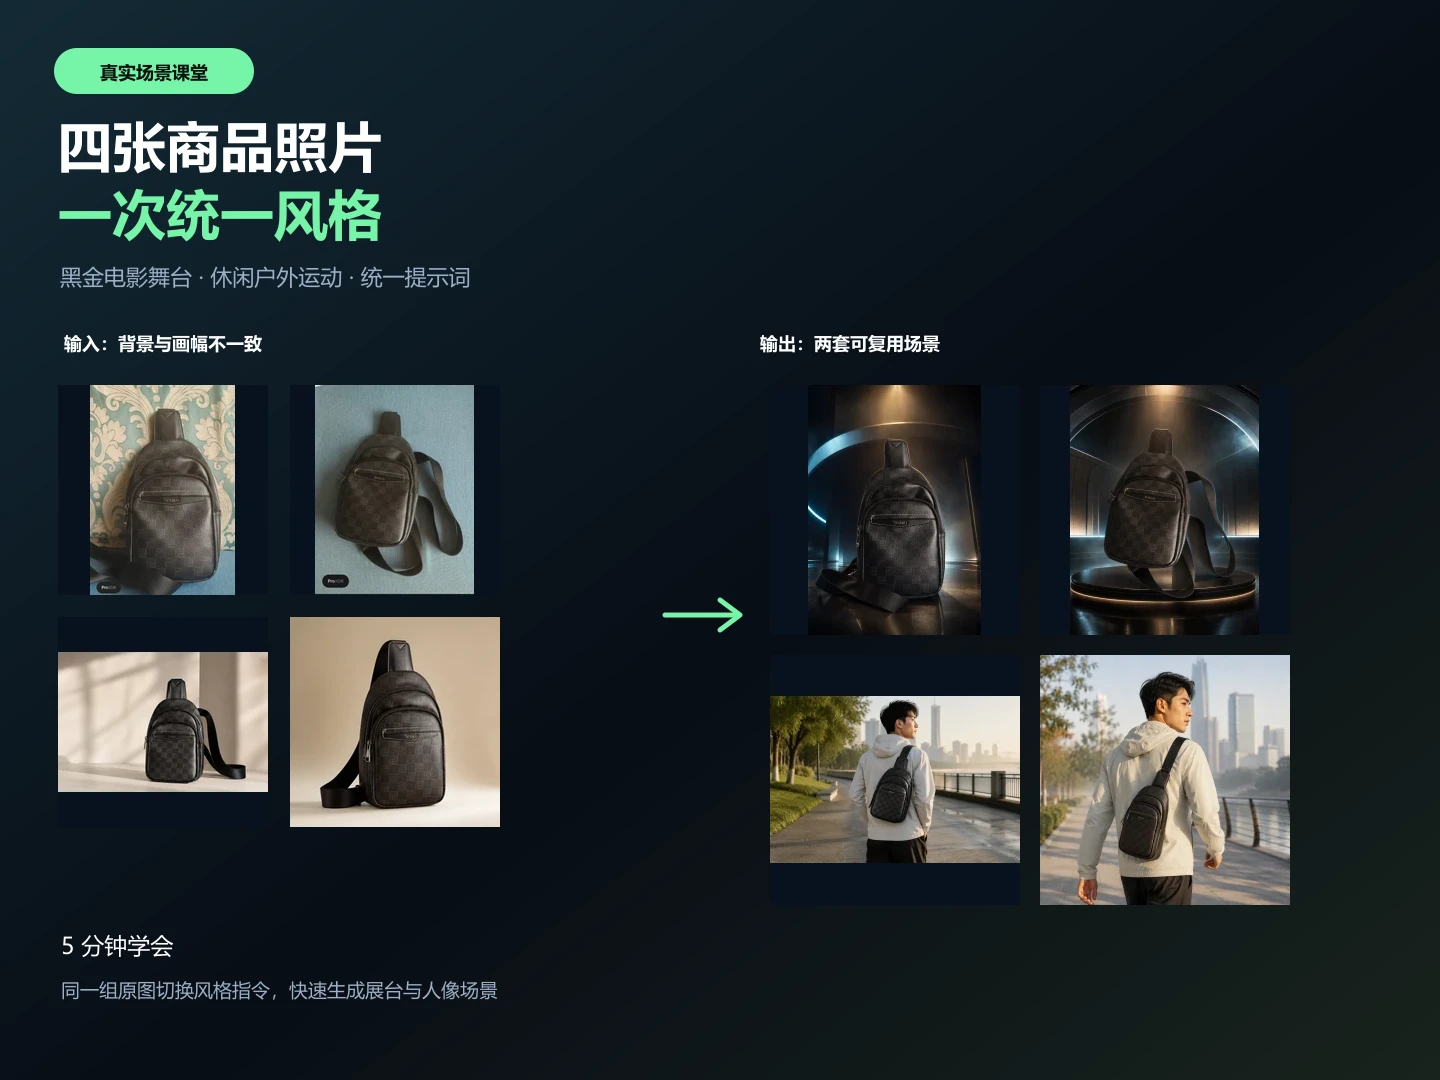 真实场景课堂
四张商品照片
一次统一风格
黑金电影舞台 · 休闲户外运动 · 统一提示词
输入：背景与画幅不一致
输出：两套可复用场景
5 分钟学会
同一组原图切换风格指令，快速生成展台与人像场景